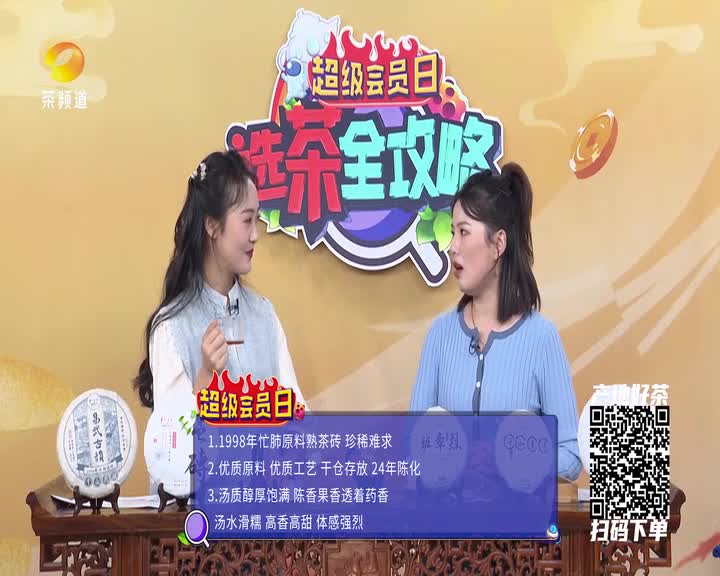 茶频道
超级会员日
选茶全攻略
易武古镇
班章烈
超级会员日
1.1998年忙肺原料熟茶砖 珍稀难求
2.优质原料 优质工艺 干仓存放 24年陈化
3.汤质醇厚饱满 陈香果香透着药香
汤水滑糯 高香高甜 体感强烈
产地好茶
扫码下单